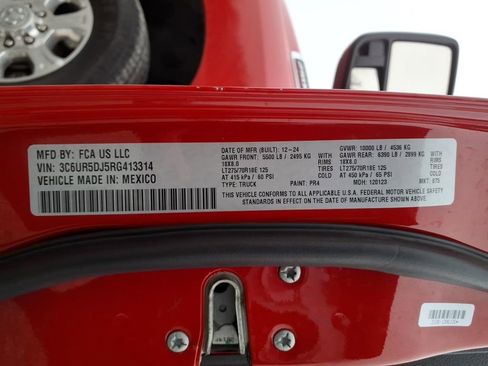 MFD BY: FCA US LLC
VIN: 3C6UR5DJ5RG413314
VEHICLE MADE IN: MEXICO
DATE OF MFR (BUILT): 12-24 GVWR: 10000 LB / 4536 KG
GAWR FRONT: 5500 LB / 2495 KG WITH GAWR REAR: 6390 LB / 2899 KG WITH
18X8.0 RIMS 18X8.0 RIMS
LT275/70R18E 125 TIRES LT275/70R18E 125 TIRES
AT 415 kPa / 60 PSI COLD AT 450 kPa / 65 PSI COLD
TYPE: TRUCK PAINT: PR4 MDH: 120123 MKT: 975
THIS VEHICLE CONFORMS TO ALL APPLICABLE U.S.A. FEDERAL MOTOR VEHICLE SAFETY
STANDARDS IN EFFECT ON THE DATE OF MANUFACTURE SHOWN ABOVE.